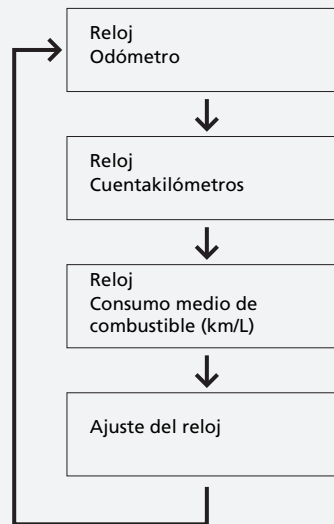 Reloj
Odómetro
Reloj
Cuentakilómetros
Reloj
Consumo medio de
combustible (km/L)
Ajuste del reloj